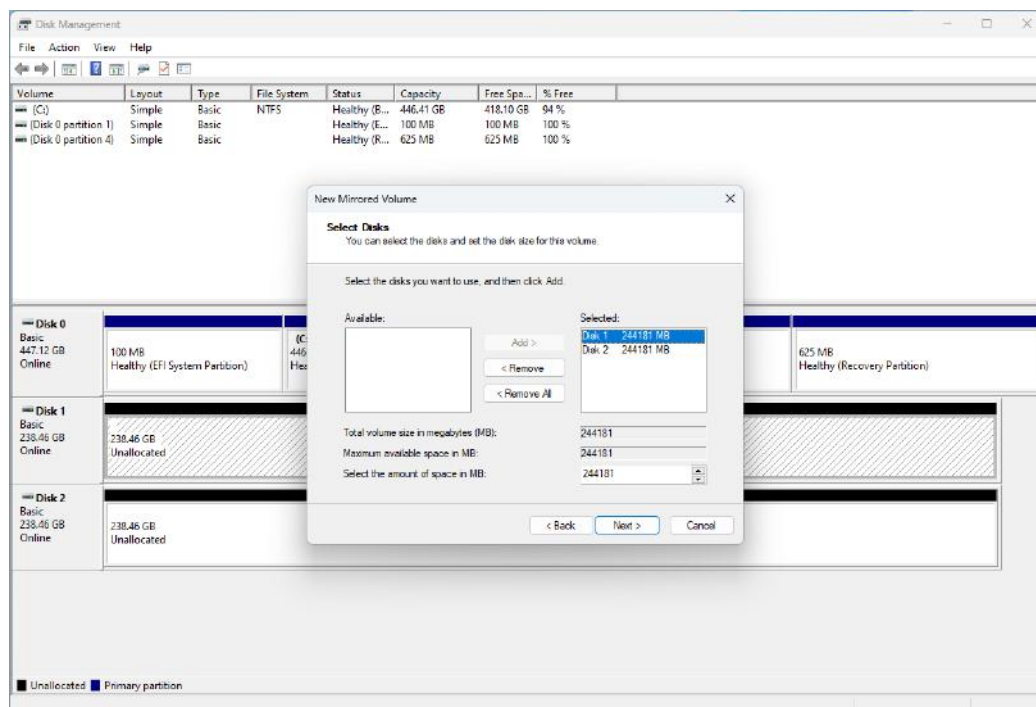 Disk Management
File Action View Help
Volume Layout Type File System Status Capacity Free Spa... % Free
(C:) Simple Basic NTFS Healthy (B... 446.41 GB 418.10 GB 94 %
(Disk 0 partition 1) Simple Basic Healthy (E... 100 MB 100 MB 100 %
(Disk 0 partition 4) Simple Basic Healthy (R... 625 MB 625 MB 100 %
New Mirrored Volume
Select Disks
You can select the disks and set the disk size for this volume.
Select the disks you want to use, and then click Add.
Available:
Selected:
Add >
< Remove
< Remove All
Disk 1 244181 MB
Disk 2 244181 MB
Total volume size in megabytes (MB): 244181
Maximum available space in MB: 244181
Select the amount of space in MB: 244181
< Back Next > Cancel
Disk 0
Basic
447.12 GB
Online
100 MB
Healthy (EFI System Partition)
(C
446
Hea
625 MB
Healthy (Recovery Partition)
Disk 1
Basic
238.46 GB
Online
238.46 GB
Unallocated
Disk 2
Basic
238.46 GB
Online
238.46 GB
Unallocated
Unallocated Primary partition